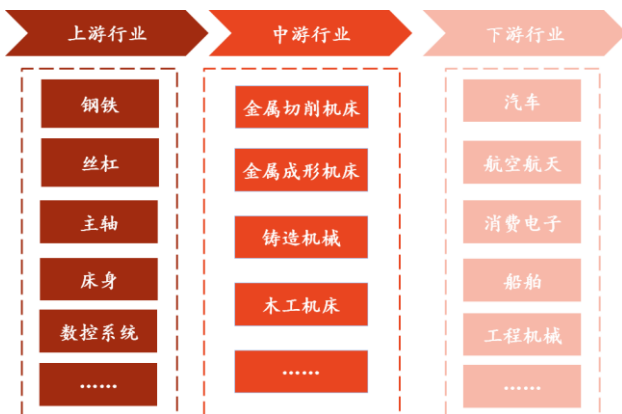 上游行业
中游行业
下游行业
钢铁
丝杠
主轴
床身
数控系统
……
金属切削机床
金属成形机床
铸造机械
木工机床
……
汽车
航空航天
消费电子
船舶
工程机械
……